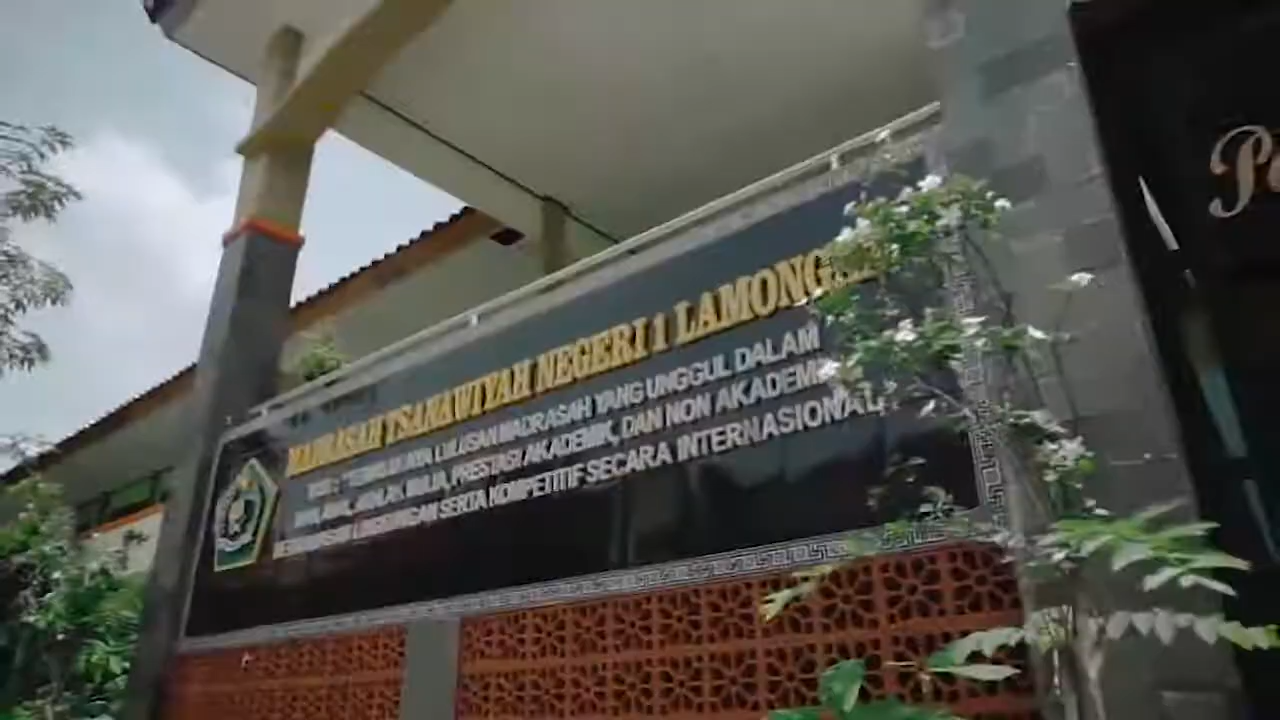 MADRASAH TSANAWIYAH NEGERI 1 LAMONGAN
LULUSAN MADRASAH YANG UNGGUL DALAM
MULIA, PRESTASI AKADEMIK, DAN NON AKADEMIK
LINGKUNGAN SERTA KOMPETITIF SECARA INTERNASIONAL